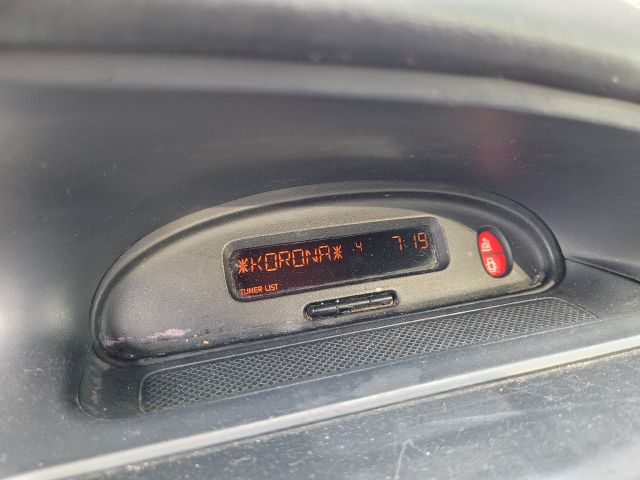 *KORONA* 4 7:19
TUNER LIST